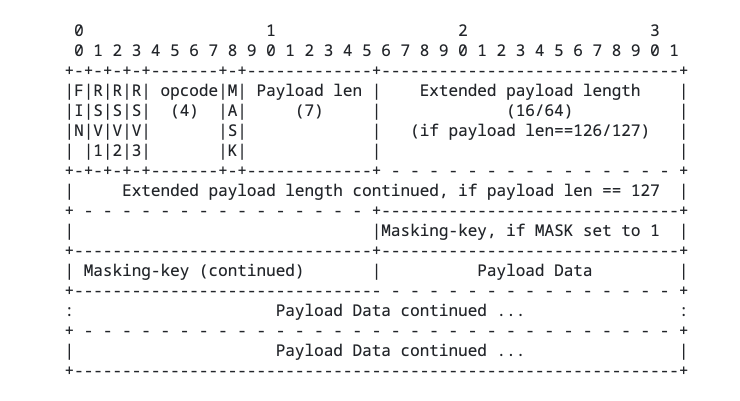 0                   1                   2                   3
  0 1 2 3 4 5 6 7 8 9 0 1 2 3 4 5 6 7 8 9 0 1 2 3 4 5 6 7 8 9 0 1
 +-+-+-+-+-------+-+-------------+-------------------------------+
 |F|R|R|R| opcode|M| Payload len |    Extended payload length    |
 |I|S|S|S|  (4)  |A|     (7)     |             (16/64)           |
 |N|V|V|V|       |S|             |   (if payload len==126/127)   |
 | |1|2|3|       |K|             |                               |
 +-+-+-+-+-------+-+-------------+ - - - - - - - - - - - - - - - +
 |     Extended payload length continued, if payload len == 127  |
 + - - - - - - - - - - - - - - - +-------------------------------+
 |                               |Masking-key, if MASK set to 1  |
 +-------------------------------+-------------------------------+
 | Masking-key (continued)       |          Payload Data         |
 +-------------------------------- - - - - - - - - - - - - - - - +
 :                     Payload Data continued ...                :
 + - - - - - - - - - - - - - - - - - - - - - - - - - - - - - - - +
 |                     Payload Data continued ...                |
 +---------------------------------------------------------------+